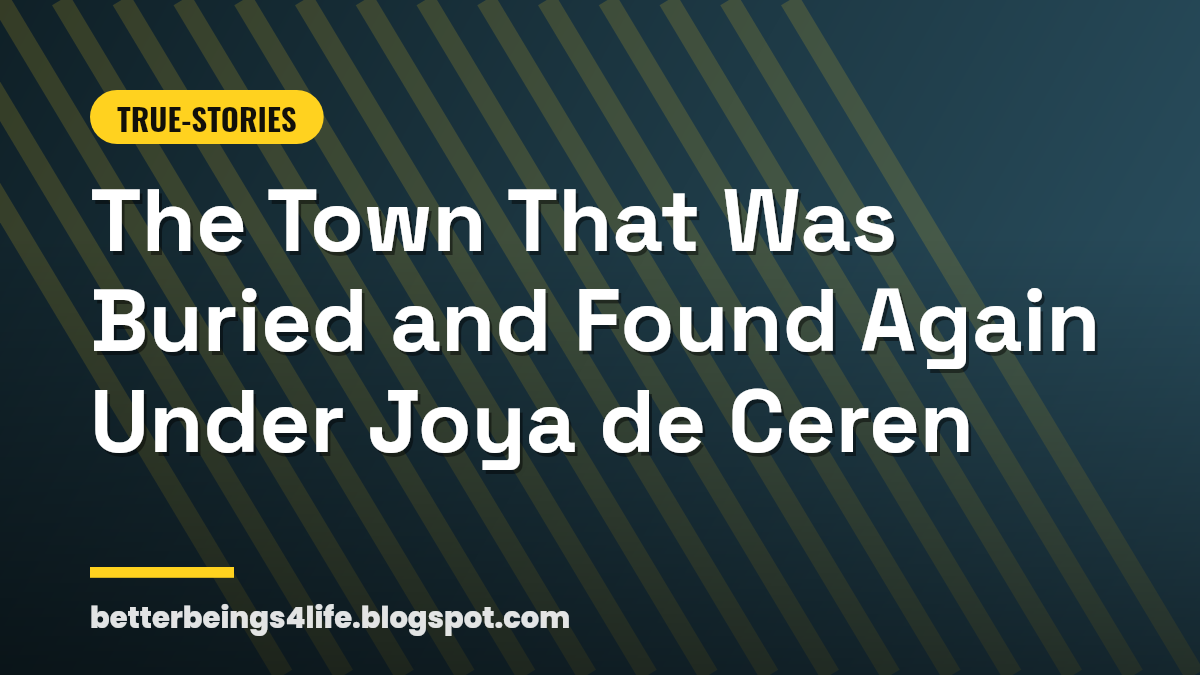 TRUE-STORIES
The Town That Was
Buried and Found Again
Under Joya de Ceren
betterbeings4life.blogspot.com